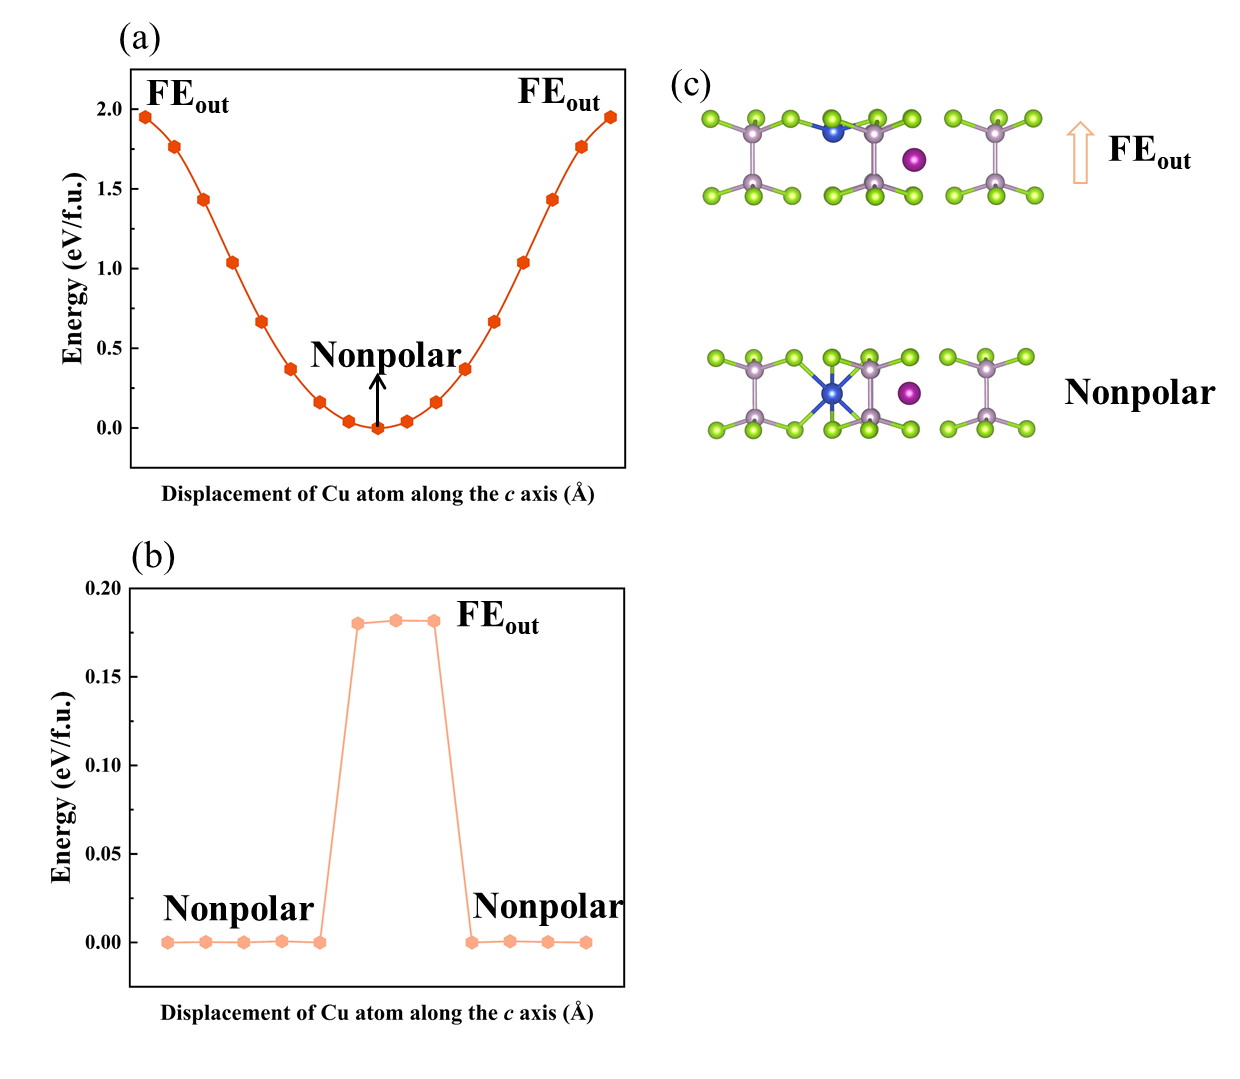 (a)
FEout
FEout
2.0
1.5
1.0
0.5
0.0
Energy (eV/f.u.)
Nonpolar
Displacement of Cu atom along the c axis (Å)
(b)
0.20
0.15
0.10
0.05
0.00
Energy (eV/f.u.)
FEout
Nonpolar
Nonpolar
Displacement of Cu atom along the c axis (Å)
(c)
FEout
Nonpolar